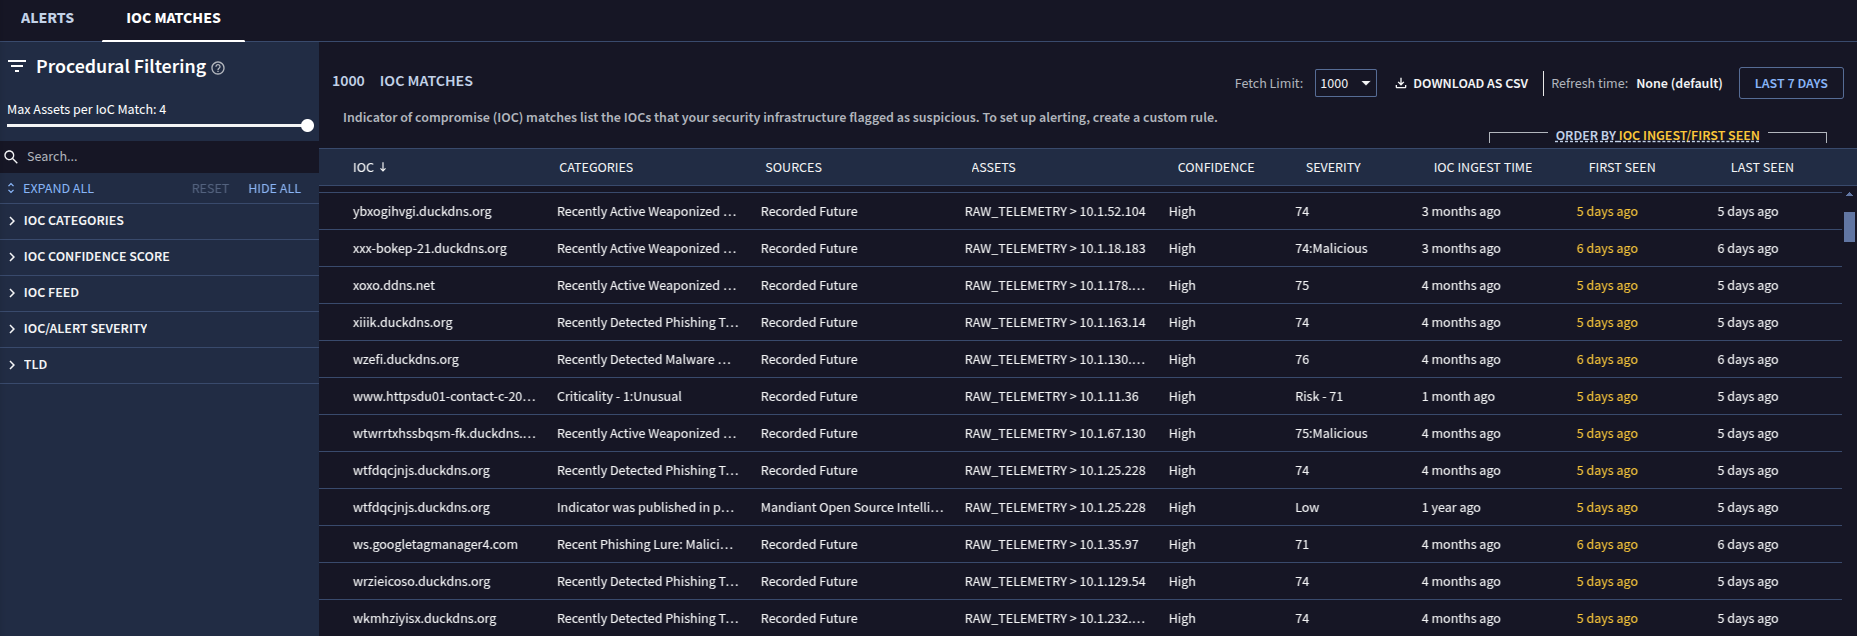 ALERTS IOC MATCHES
Procedural Filtering ?
Max Assets per IoC Match: 4
Search...
EXPAND ALL RESET HIDE ALL
IOC CATEGORIES
IOC CONFIDENCE SCORE
IOC FEED
IOC/ALERT SEVERITY
TLD
1000 IOC MATCHES
Fetch Limit: 1000 DOWNLOAD AS CSV Refresh time: None (default) LAST 7 DAYS
Indicator of compromise (IOC) matches list the IOCs that your security infrastructure flagged as suspicious. To set up alerting, create a custom rule.
ORDER BY IOC INGEST/FIRST SEEN
IOC ↓ CATEGORIES SOURCES ASSETS CONFIDENCE SEVERITY IOC INGEST TIME FIRST SEEN LAST SEEN
ybxogihvgi.duckdns.org Recently Active Weaponized ... Recorded Future RAW_TELEMETRY > 10.1.52.104 High 74 3 months ago 5 days ago 5 days ago
xxx-bokep-21.duckdns.org Recently Active Weaponized ... Recorded Future RAW_TELEMETRY > 10.1.18.183 High 74:Malicious 3 months ago 6 days ago 6 days ago
xoxo.ddns.net Recently Active Weaponized ... Recorded Future RAW_TELEMETRY > 10.1.178.... High 75 4 months ago 5 days ago 5 days ago
xiiik.duckdns.org Recently Detected Phishing T... Recorded Future RAW_TELEMETRY > 10.1.163.14 High 74 4 months ago 5 days ago 5 days ago
wzefi.duckdns.org Recently Detected Malware ... Recorded Future RAW_TELEMETRY > 10.1.130.... High 76 4 months ago 6 days ago 6 days ago
www.httpsdu01-contact-c-20... Criticality - 1:Unusual Recorded Future RAW_TELEMETRY > 10.1.11.36 High Risk - 71 1 month ago 5 days ago 5 days ago
wtwrrtxhssbqsm-fk.duckdns.... Recently Active Weaponized ... Recorded Future RAW_TELEMETRY > 10.1.67.130 High 75:Malicious 4 months ago 5 days ago 5 days ago
wtfdqcjnjs.duckdns.org Recently Detected Phishing T... Recorded Future RAW_TELEMETRY > 10.1.25.228 High 74 4 months ago 5 days ago 5 days ago
wtfdqcjnjs.duckdns.org Indicator was published in p... Mandiant Open Source Intelli... RAW_TELEMETRY > 10.1.25.228 High Low 1 year ago 5 days ago 5 days ago
ws.googletagmanager4.com Recent Phishing Lure: Malici... Recorded Future RAW_TELEMETRY > 10.1.35.97 High 71 4 months ago 6 days ago 6 days ago
wrzieicoso.duckdns.org Recently Detected Phishing T... Recorded Future RAW_TELEMETRY > 10.1.129.54 High 74 4 months ago 5 days ago 5 days ago
wkmhziyisx.duckdns.org Recently Detected Phishing T... Recorded Future RAW_TELEMETRY > 10.1.232.... High 74 4 months ago 5 days ago 5 days ago